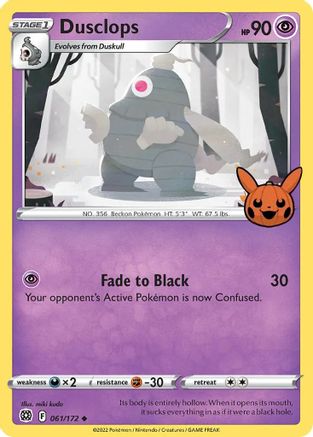 STAGE 1
Dusclops
HP 90
Evolves from Duskull
NO. 356 Beckon Pokémon HT: 5'3" WT: 67.5 lbs.
Fade to Black 30
Your opponent's Active Pokémon is now Confused.
weakness ×2 resistance -30 retreat
Illus. miki kudo
Its body is entirely hollow. When it opens its mouth,
it sucks everything in as if it were a black hole.
F 061/172
©2022 Pokémon / Nintendo / Creatures / GAME FREAK